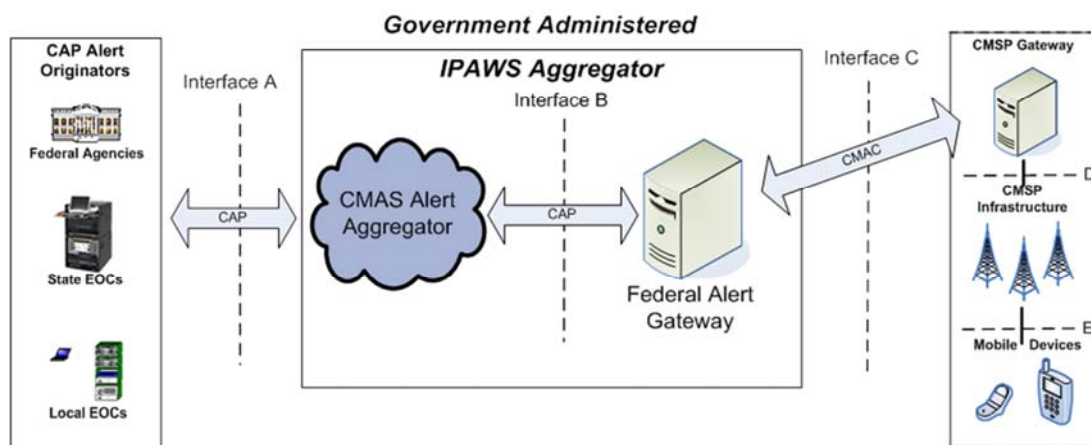 Government Administered
CAP Alert
Originators
Federal Agencies
State EOCs
Local EOCs
Interface A
CAP
IPAWS Aggregator
Interface B
CMAS Alert
Aggregator
CAP
Federal Alert
Gateway
Interface C
CMAC
CMSP Gateway
D
CMSP
Infrastructure
E
Mobile Devices